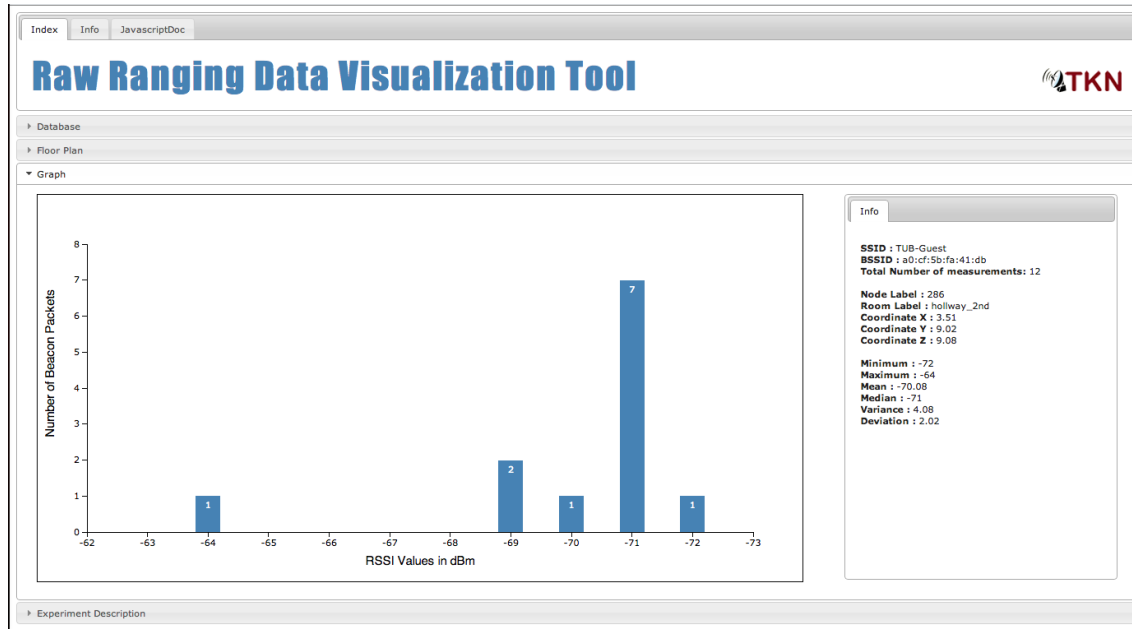 Index Info JavascriptDoc
Raw Ranging Data Visualization Tool
TKN
Database
Floor Plan
Graph
Number of Beacon Packets
8
7
6
5
4
3
2
1
0
1
2
1
7
1
-62 -63 -64 -65 -66 -67 -68 -69 -70 -71 -72 -73
RSSI Values in dBm
Info
SSID : TUB-Guest
BSSID : a0:cf:5b:fa:41:db
Total Number of measurements: 12
Node Label : 286
Room Label : hollway_2nd
Coordinate X : 3.51
Coordinate Y : 9.02
Coordinate Z : 9.08
Minimum : -72
Maximum : -64
Mean : -70.08
Median : -71
Variance : 4.08
Deviation : 2.02
Experiment Description